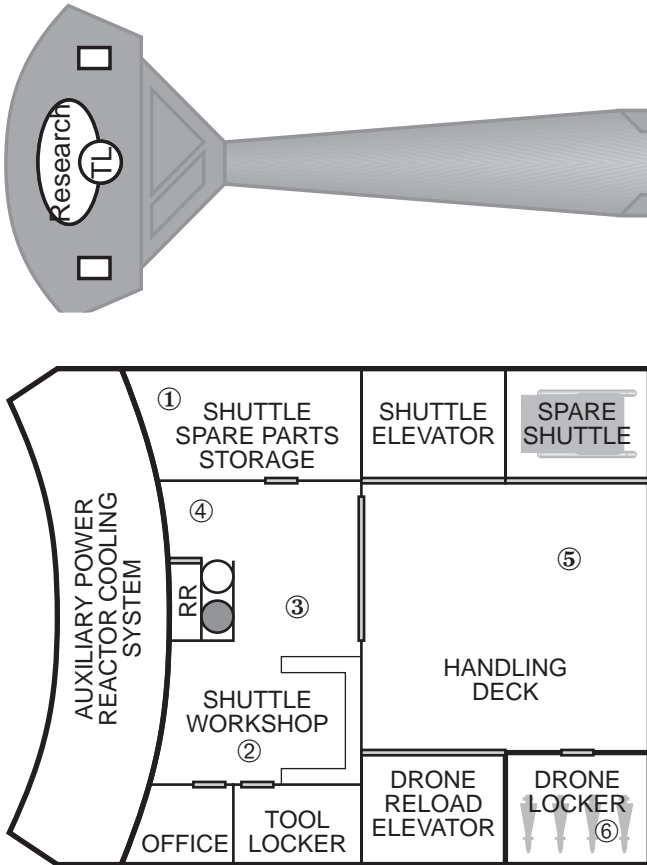 Research
TL
①
SHUTTLE
SPARE PARTS
STORAGE
SHUTTLE
ELEVATOR
SPARE
SHUTTLE
④
⑤
AUXILIARY POWER
REACTOR COOLING
SYSTEM
RR
③
HANDLING
DECK
SHUTTLE
WORKSHOP
②
OFFICE
TOOL
LOCKER
DRONE
RELOAD
ELEVATOR
DRONE
LOCKER
⑥